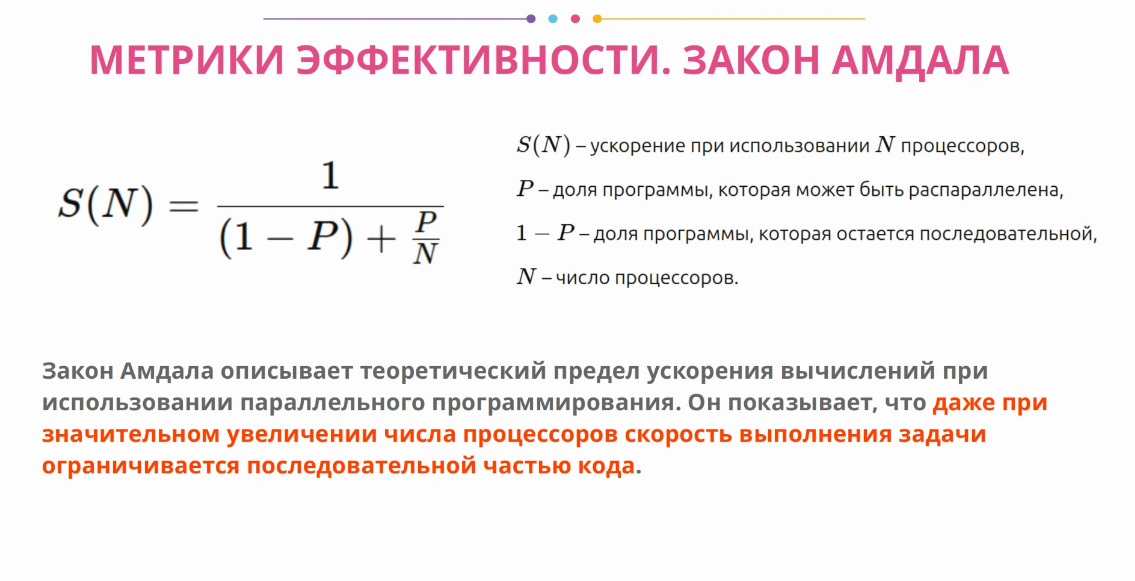 МЕТРИКИ ЭФФЕКТИВНОСТИ. ЗАКОН АМДАЛА
S(N) = 1 / ((1 − P) + P/N)
S(N) – ускорение при использовании N процессоров,
P – доля программы, которая может быть распараллелена,
1 − P – доля программы, которая остается последовательной,
N – число процессоров.
Закон Амдала описывает теоретический предел ускорения вычислений при
использовании параллельного программирования. Он показывает, что даже при
значительном увеличении числа процессоров скорость выполнения задачи
ограничивается последовательной частью кода.